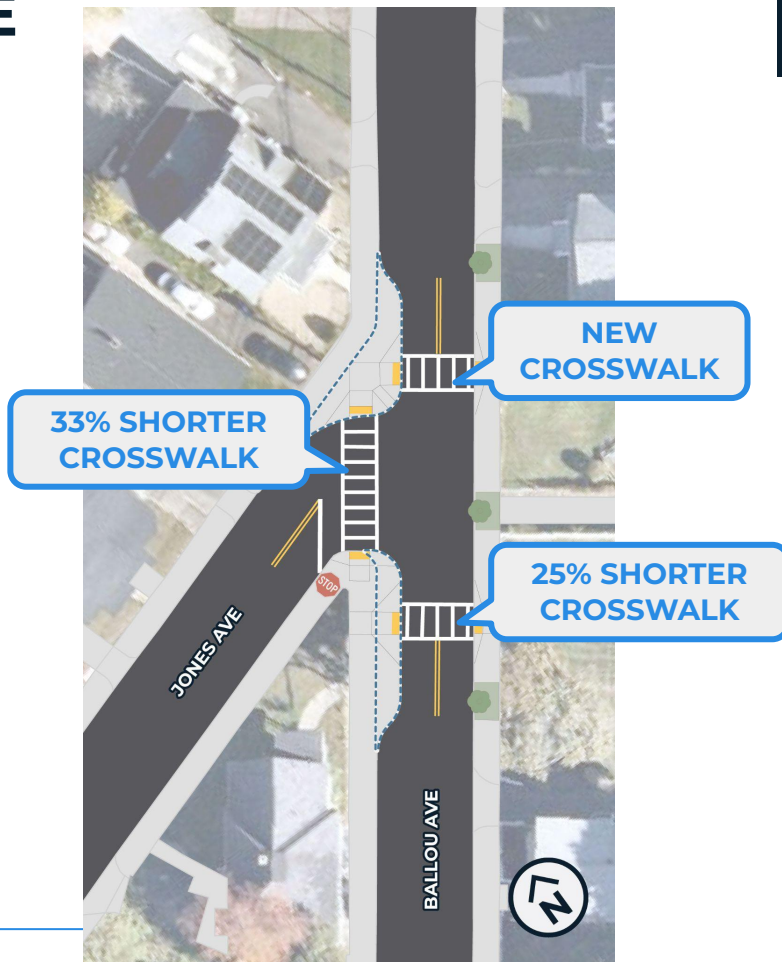 E
NEW
CROSSWALK
33% SHORTER
CROSSWALK
25% SHORTER
CROSSWALK
STOP
JONES AVE
BALLOU AVE
N